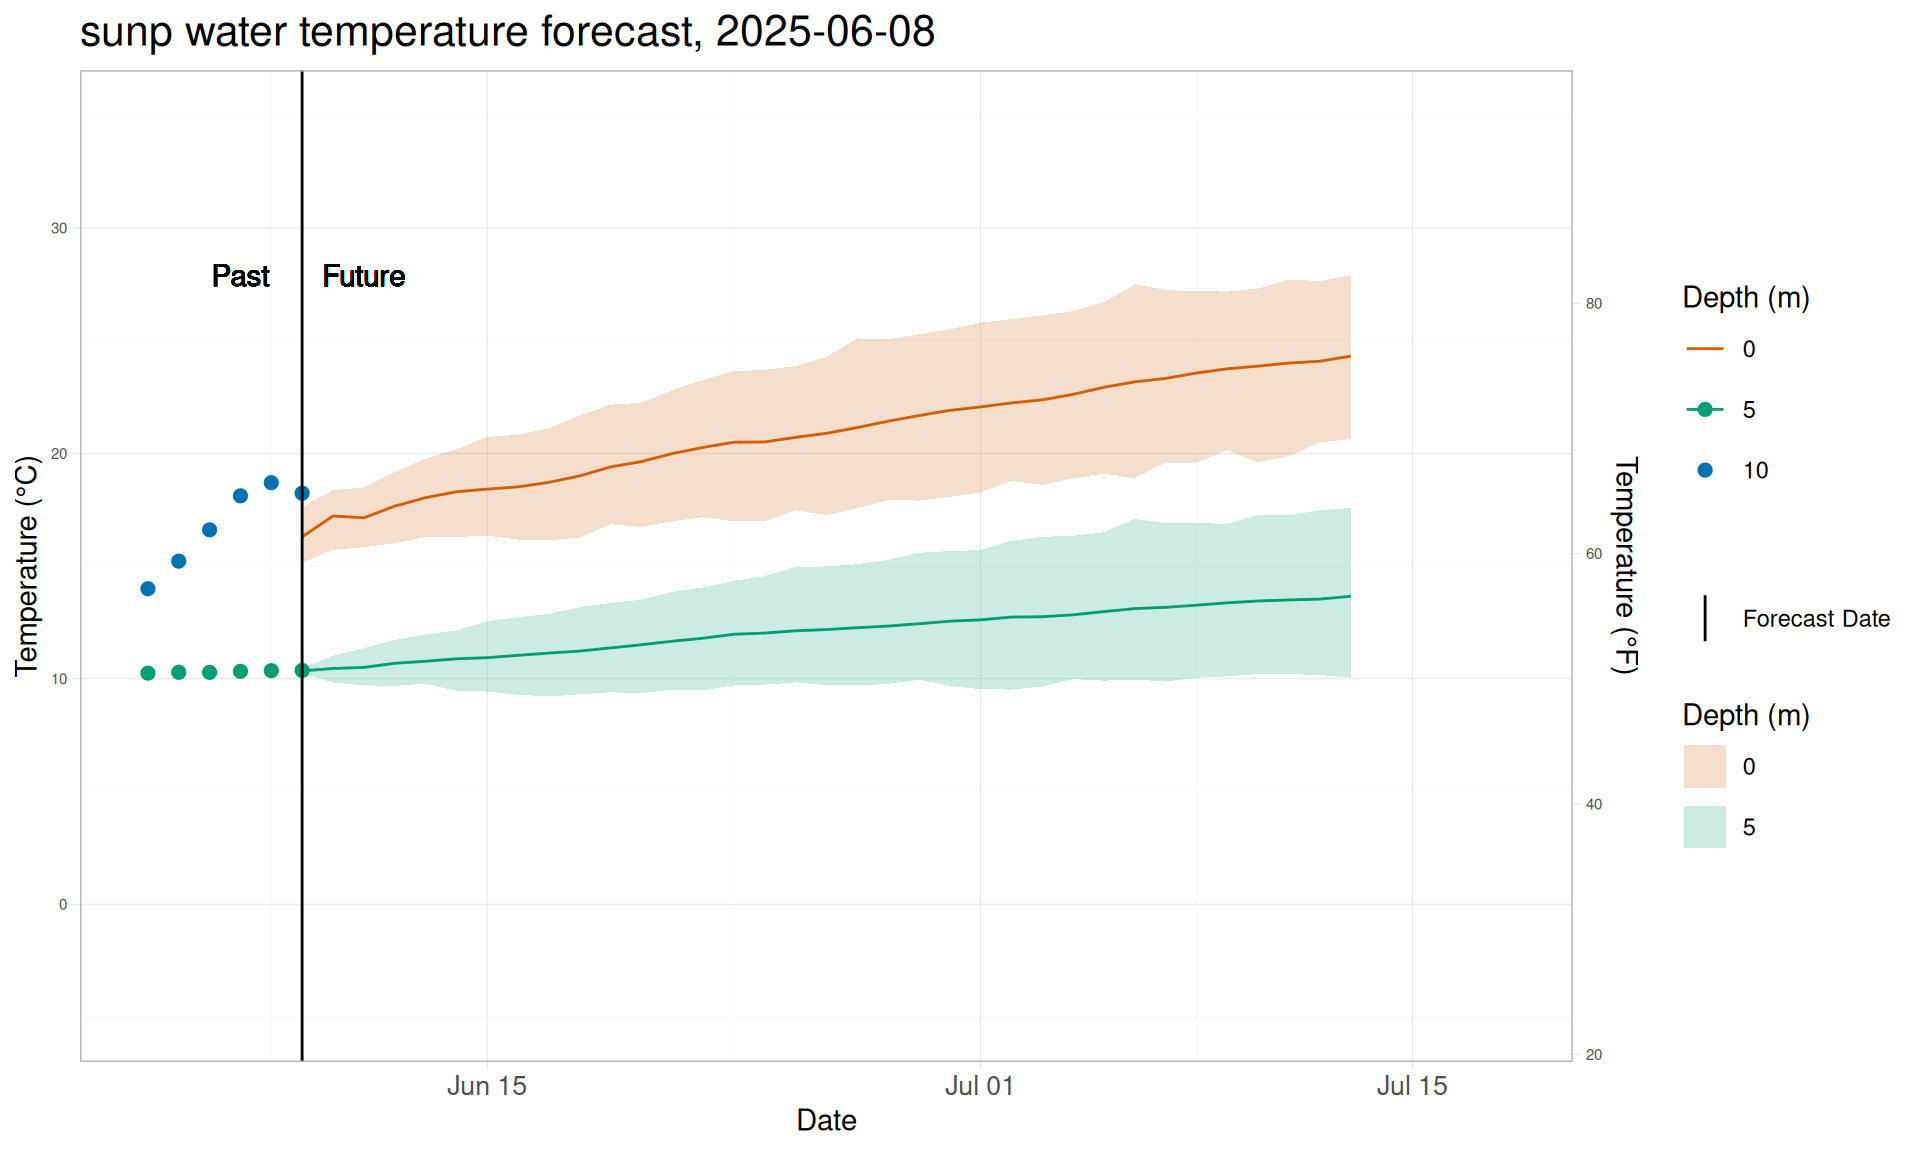 sunp water temperature forecast, 2025-06-08
Temperature (°C)
30
20
10
0
Past
Future
80
60
40
20
Temperature (°F)
Jun 15
Jul 01
Jul 15
Date
Depth (m)
0
5
10
Forecast Date
Depth (m)
0
5